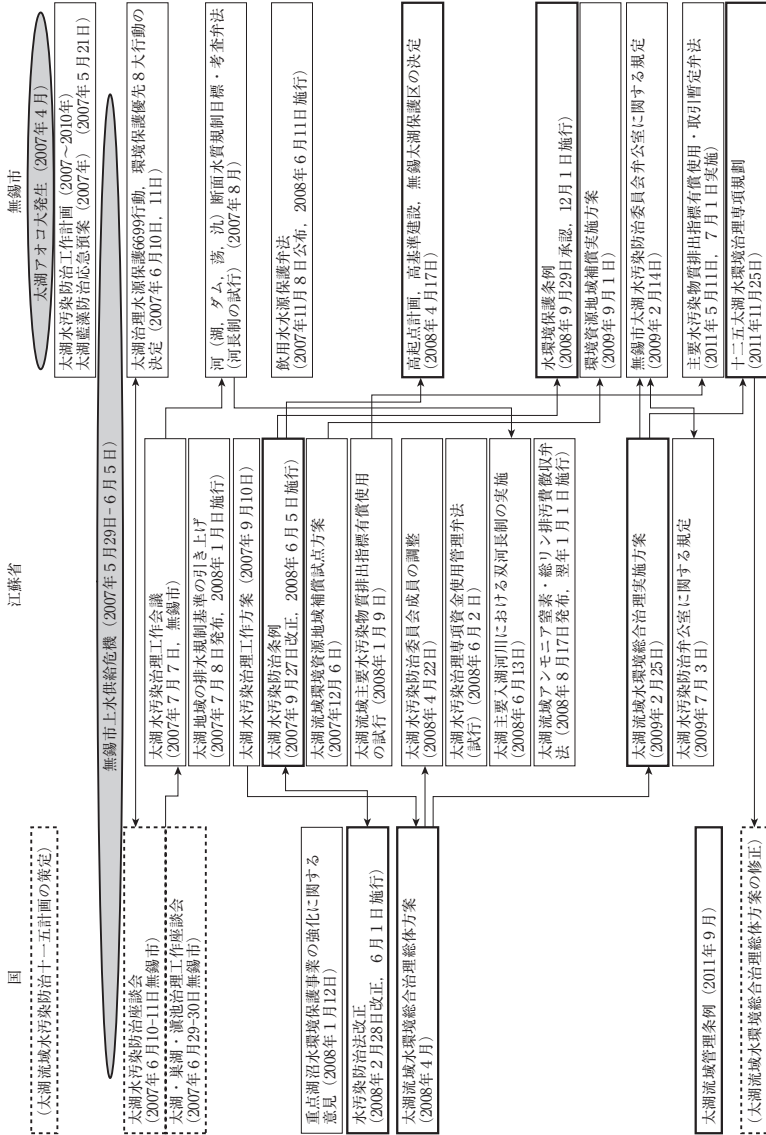 国
江蘇省
無錫市
太湖アオコ大発生（2007年４月）
無錫市上水供給危機（2007年５月29日-６月５日）
（太湖流域水汚染防治十一五計画の策定）
太湖水汚染防治座談会
（2007年６月10-11日無錫市）
太湖・巣湖・滇池治理工作座談会
（2007年６月29-30日無錫市）
重点湖沼水環境保護事業の強化に関する
意見（2008年１月12日）
水汚染防治法改正
（2008年２月28日改正，６月１日施行）
太湖流域水環境総合治理総体方案
（2008年４月）
太湖流域管理条例（2011年９月）
（太湖流域水環境総合治理総体方案の修正）
太湖水汚染治理工作会議
（2007年７月７日，無錫市）
太湖地域の排水規制基準の引き上げ
（2007年７月８日発布，2008年１月日施行）
太湖水汚染治理工作方案（2007年９月10日）
太湖水汚染防治条例
（2007年９月27日改正，2008年６月５日施行）
太湖流域環境資源地域補償試点方案
（2007年12月６日）
太湖流域主要水汚染物質排出指標有償使用
の試行（2008年１月９日）
太湖水汚染防治委員会成員の調整
（2008年４月22日）
太湖水汚染治理専項資金使用管理弁法
（試行）（2008年６月２日）
太湖主要入湖河川における双河長制の実施
（2008年６月13日）
太湖流域アンモニア窒素・総リン排汚費徴収弁
法（2008年８月17日発布，翌年１月１日施行）
太湖流域水環境総合治理実施方案
（2009年２月25日）
太湖水汚染防治弁公室に関する規定
（2009年７月３日）
太湖水汚染防治工作計画（2007～2010年）
太湖藍藻防治応急預案（2007年）（2007年５月21日）
太湖治理水源保護6699行動，環境保護優先８大行動の
決定（2007年６月10日，11日）
河（湖，ダム，蕩，氿）断面水質規制目標・考査弁法
（河長制の試行）（2007年８月）
飲用水水源保護弁法
（2007年11月８日公布，2008年６月11日施行）
高起点計画，高基準建設，無錫太湖保護区の決定
（2008年４月17日）
水環境保護条例
（2008年９月29日承認，12月１日施行）
環境資源地域補償実施方案
（2009年９月１日）
無錫市太湖水汚染防治委員会弁公室に関する規定
（2009年２月14日）
主要水汚染物質排出指標有償使用・取引暫定弁法
（2011年５月11日，７月１日実施）
十二五太湖水環境治理専項規劃
（2011年11月25日）